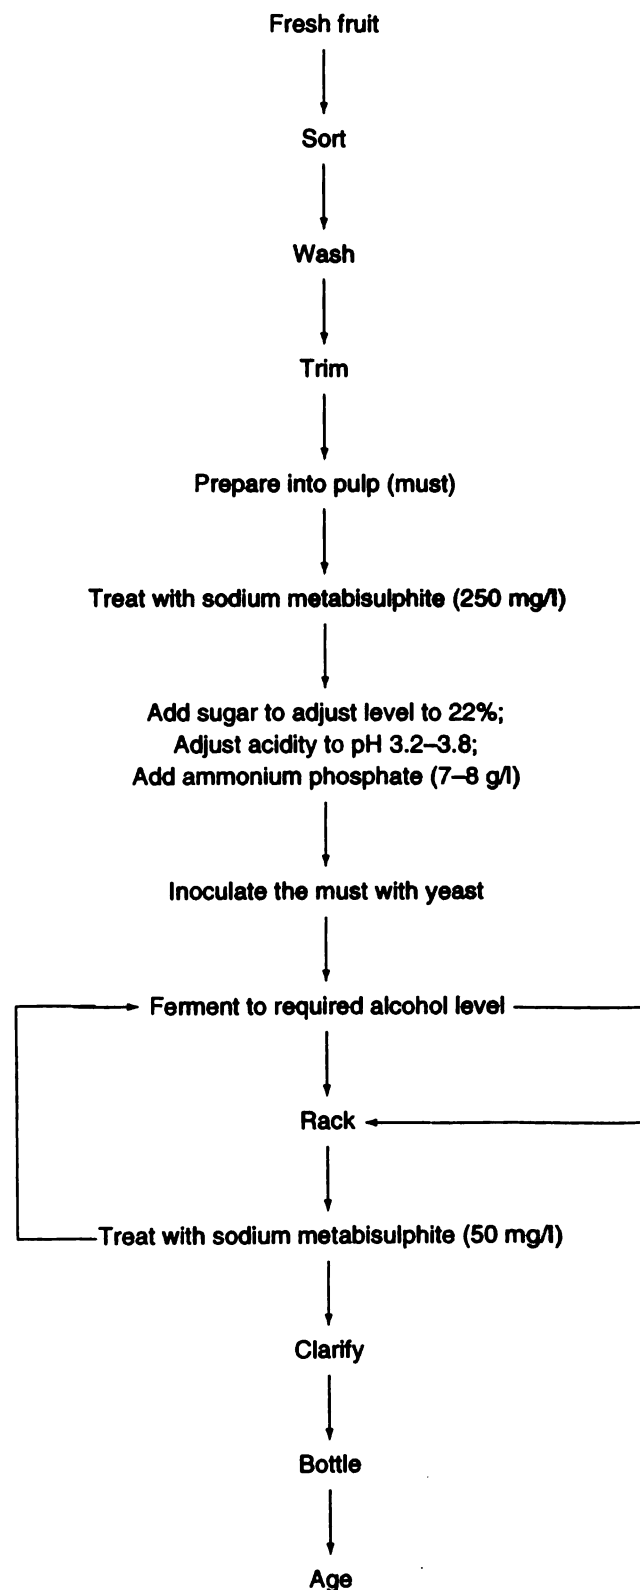 Fresh fruit
Sort
Wash
Trim
Prepare into pulp (must)
Treat with sodium metabisulphite (250 mg/l)
Add sugar to adjust level to 22%;
Adjust acidity to pH 3.2–3.8;
Add ammonium phosphate (7–8 g/l)
Inoculate the must with yeast
Ferment to required alcohol level
Rack
Treat with sodium metabisulphite (50 mg/l)
Clarify
Bottle
Age